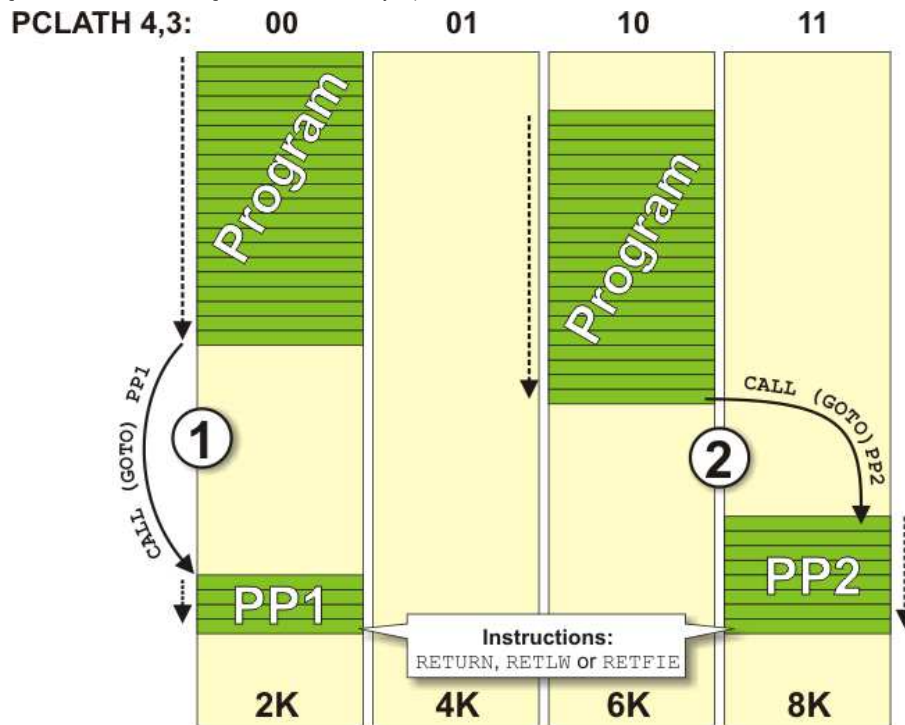 PCLATH 4,3: 00 01 10 11
Program
Program
CALL (GOTO) PP1
1
CALL (GOTO) PP2
2
PP1
PP2
Instructions:
RETURN, RETLW or RETFIE
2K 4K 6K 8K